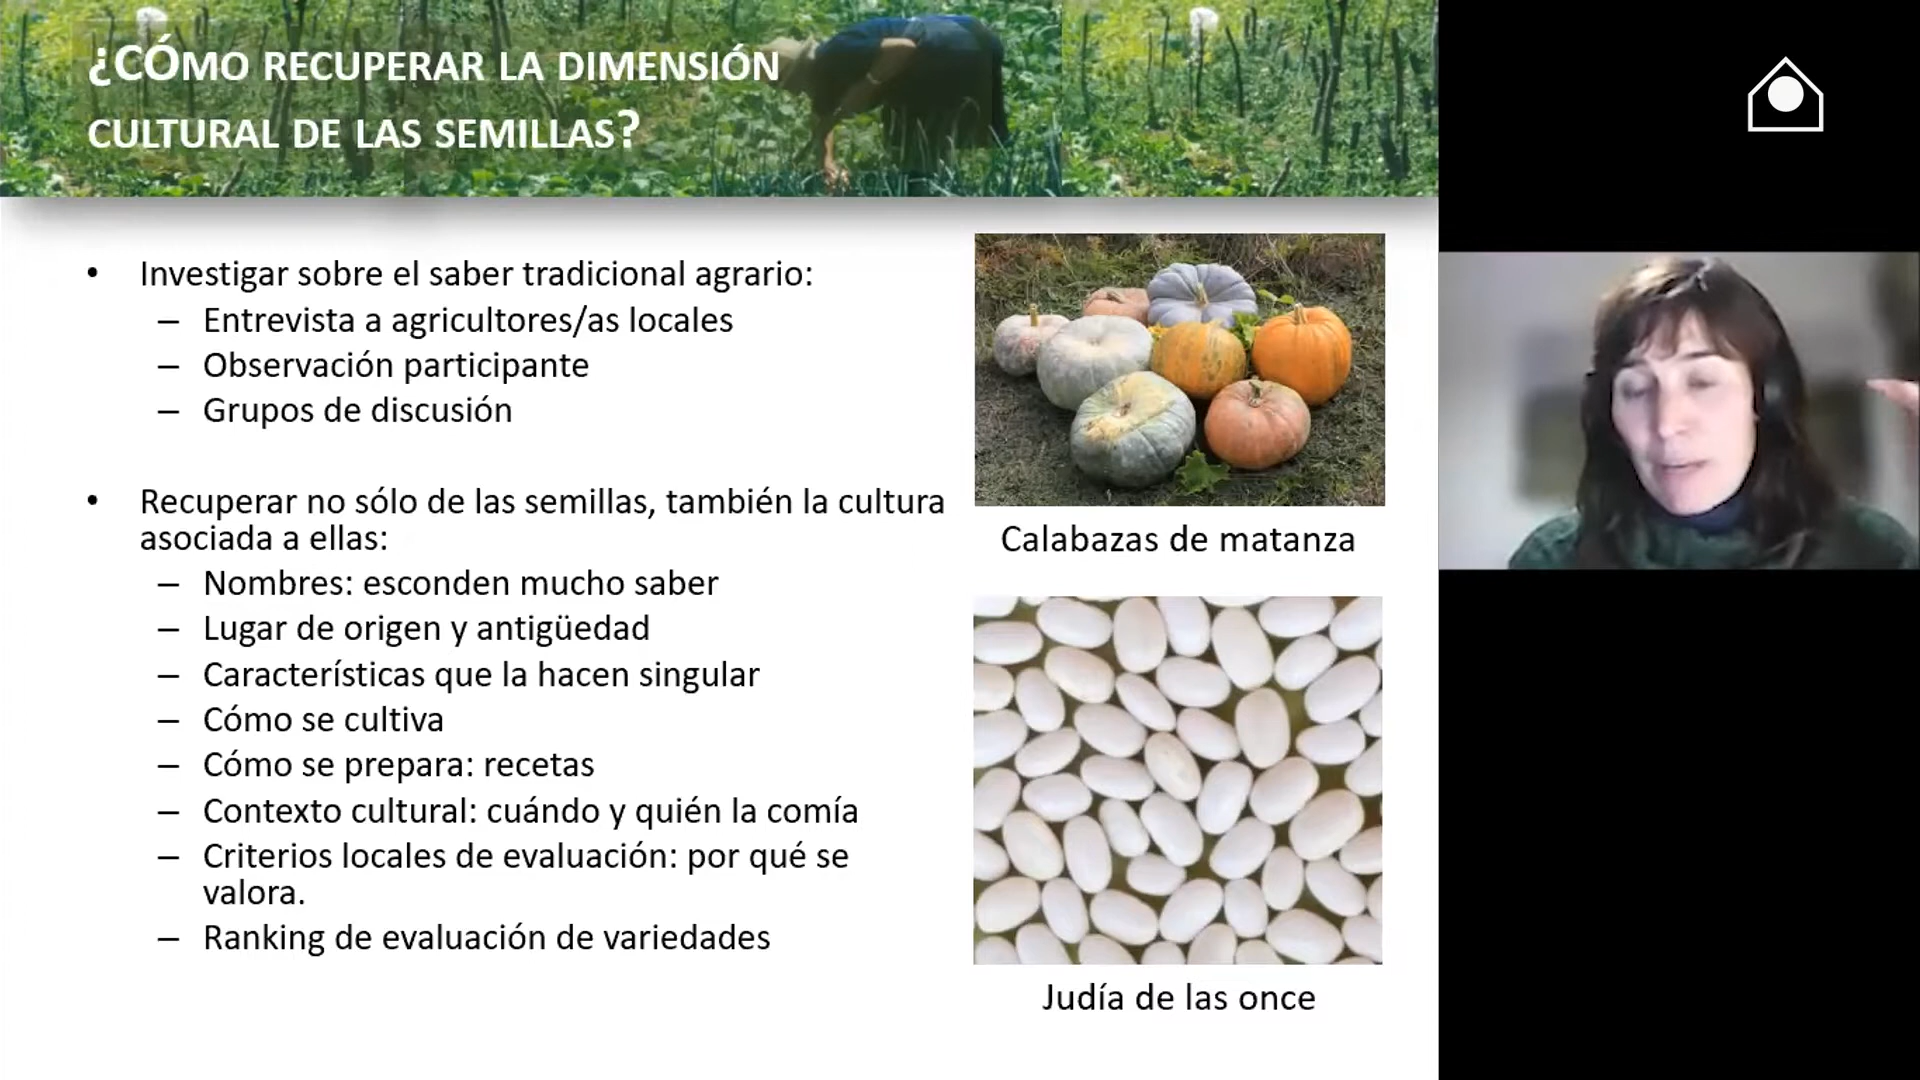 ¿CÓMO RECUPERAR LA DIMENSIÓN
CULTURAL DE LAS SEMILLAS?
• Investigar sobre el saber tradicional agrario:
– Entrevista a agricultores/as locales
– Observación participante
– Grupos de discusión
• Recuperar no sólo de las semillas, también la cultura
asociada a ellas:
– Nombres: esconden mucho saber
– Lugar de origen y antigüedad
– Características que la hacen singular
– Cómo se cultiva
– Cómo se prepara: recetas
– Contexto cultural: cuándo y quién la comía
– Criterios locales de evaluación: por qué se
valora.
– Ranking de evaluación de variedades
Calabazas de matanza
Judía de las once